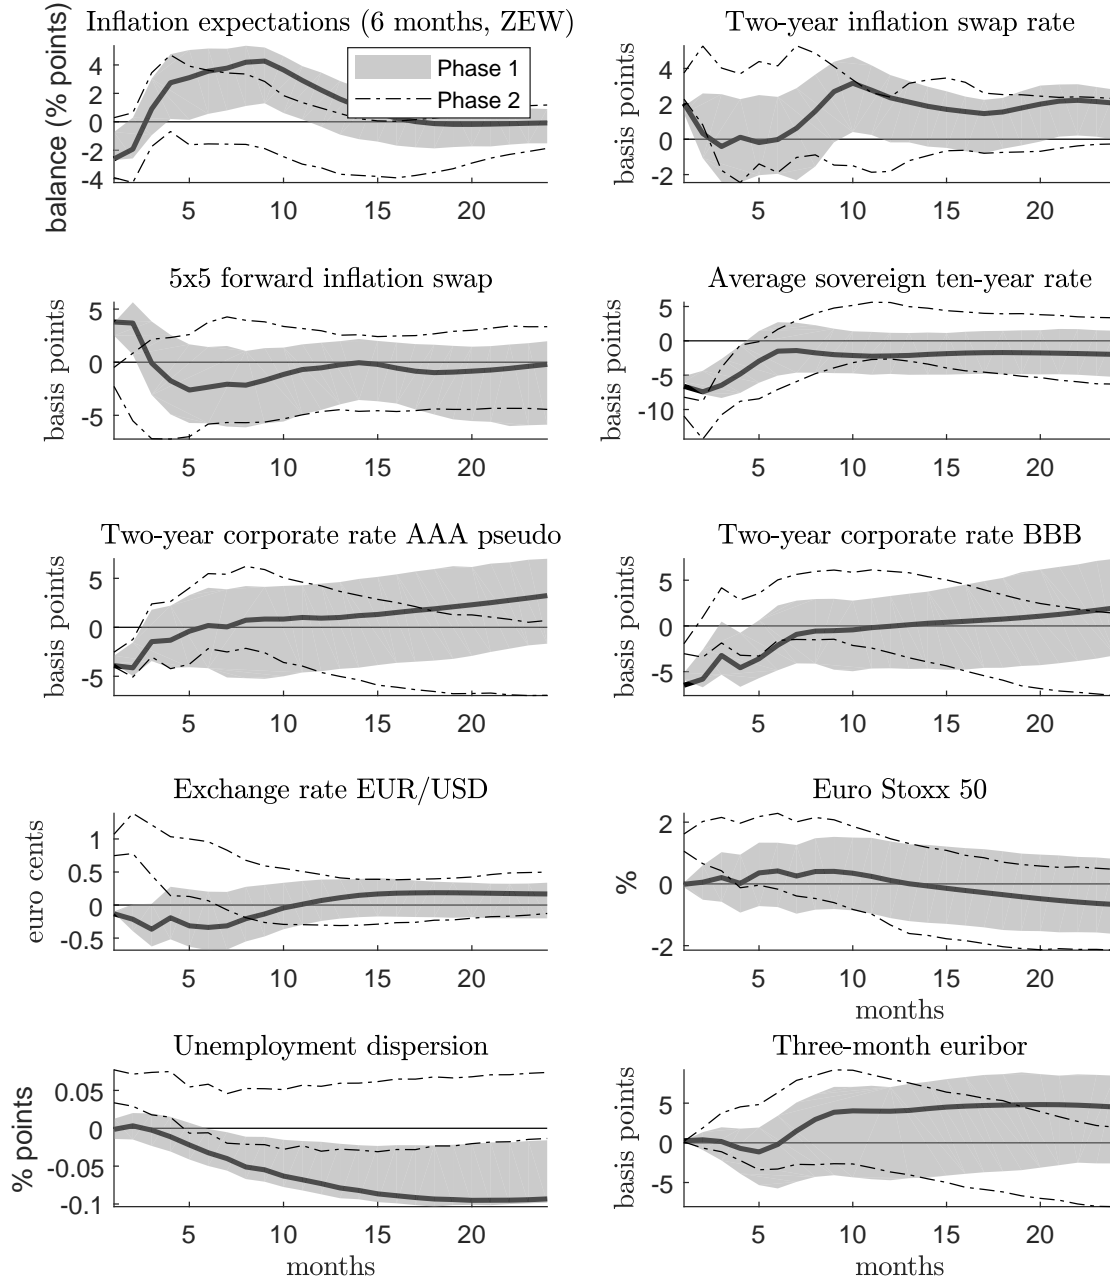 Inflation expectations (6 months, ZEW)
balance (% points)
4
2
0
-2
-4
5 10 15 20
Phase 1
Phase 2
Two-year inflation swap rate
basis points
4
2
0
-2
5 10 15 20
5x5 forward inflation swap
basis points
5
0
-5
5 10 15 20
Average sovereign ten-year rate
basis points
5
0
-5
-10
5 10 15 20
Two-year corporate rate AAA pseudo
basis points
5
0
-5
5 10 15 20
Two-year corporate rate BBB
basis points
5
0
-5
5 10 15 20
Exchange rate EUR/USD
euro cents
1
0.5
0
-0.5
5 10 15 20
Euro Stoxx 50
%
2
0
-2
5 10 15 20
months
Unemployment dispersion
% points
0.05
0
-0.05
-0.1
5 10 15 20
months
Three-month euribor
basis points
5
0
-5
5 10 15 20
months